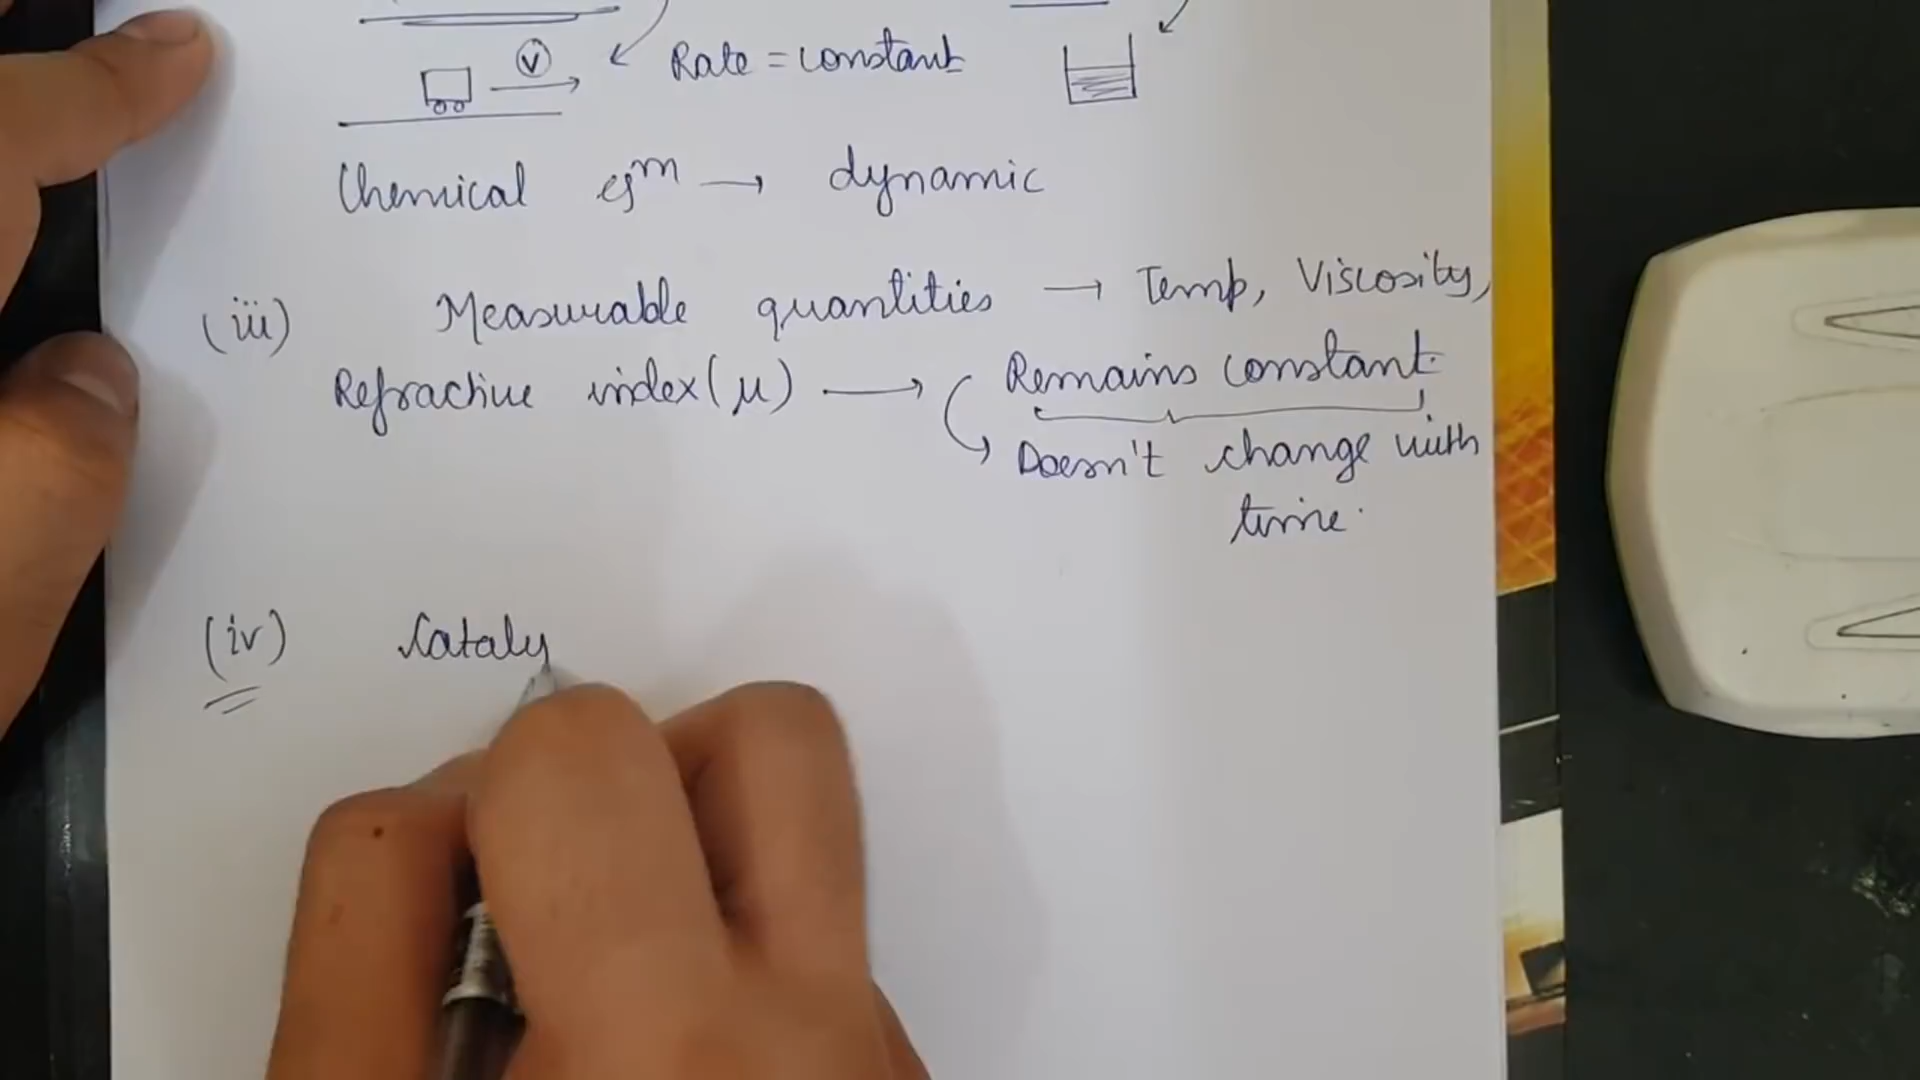 V Rate = constant
Chemical eqm → dynamic
(iii) Measurable quantities → Temp, Viscosity,
Refractive index (μ) → Remains constant.
Doesn't change with
time.
(iv) Cataly